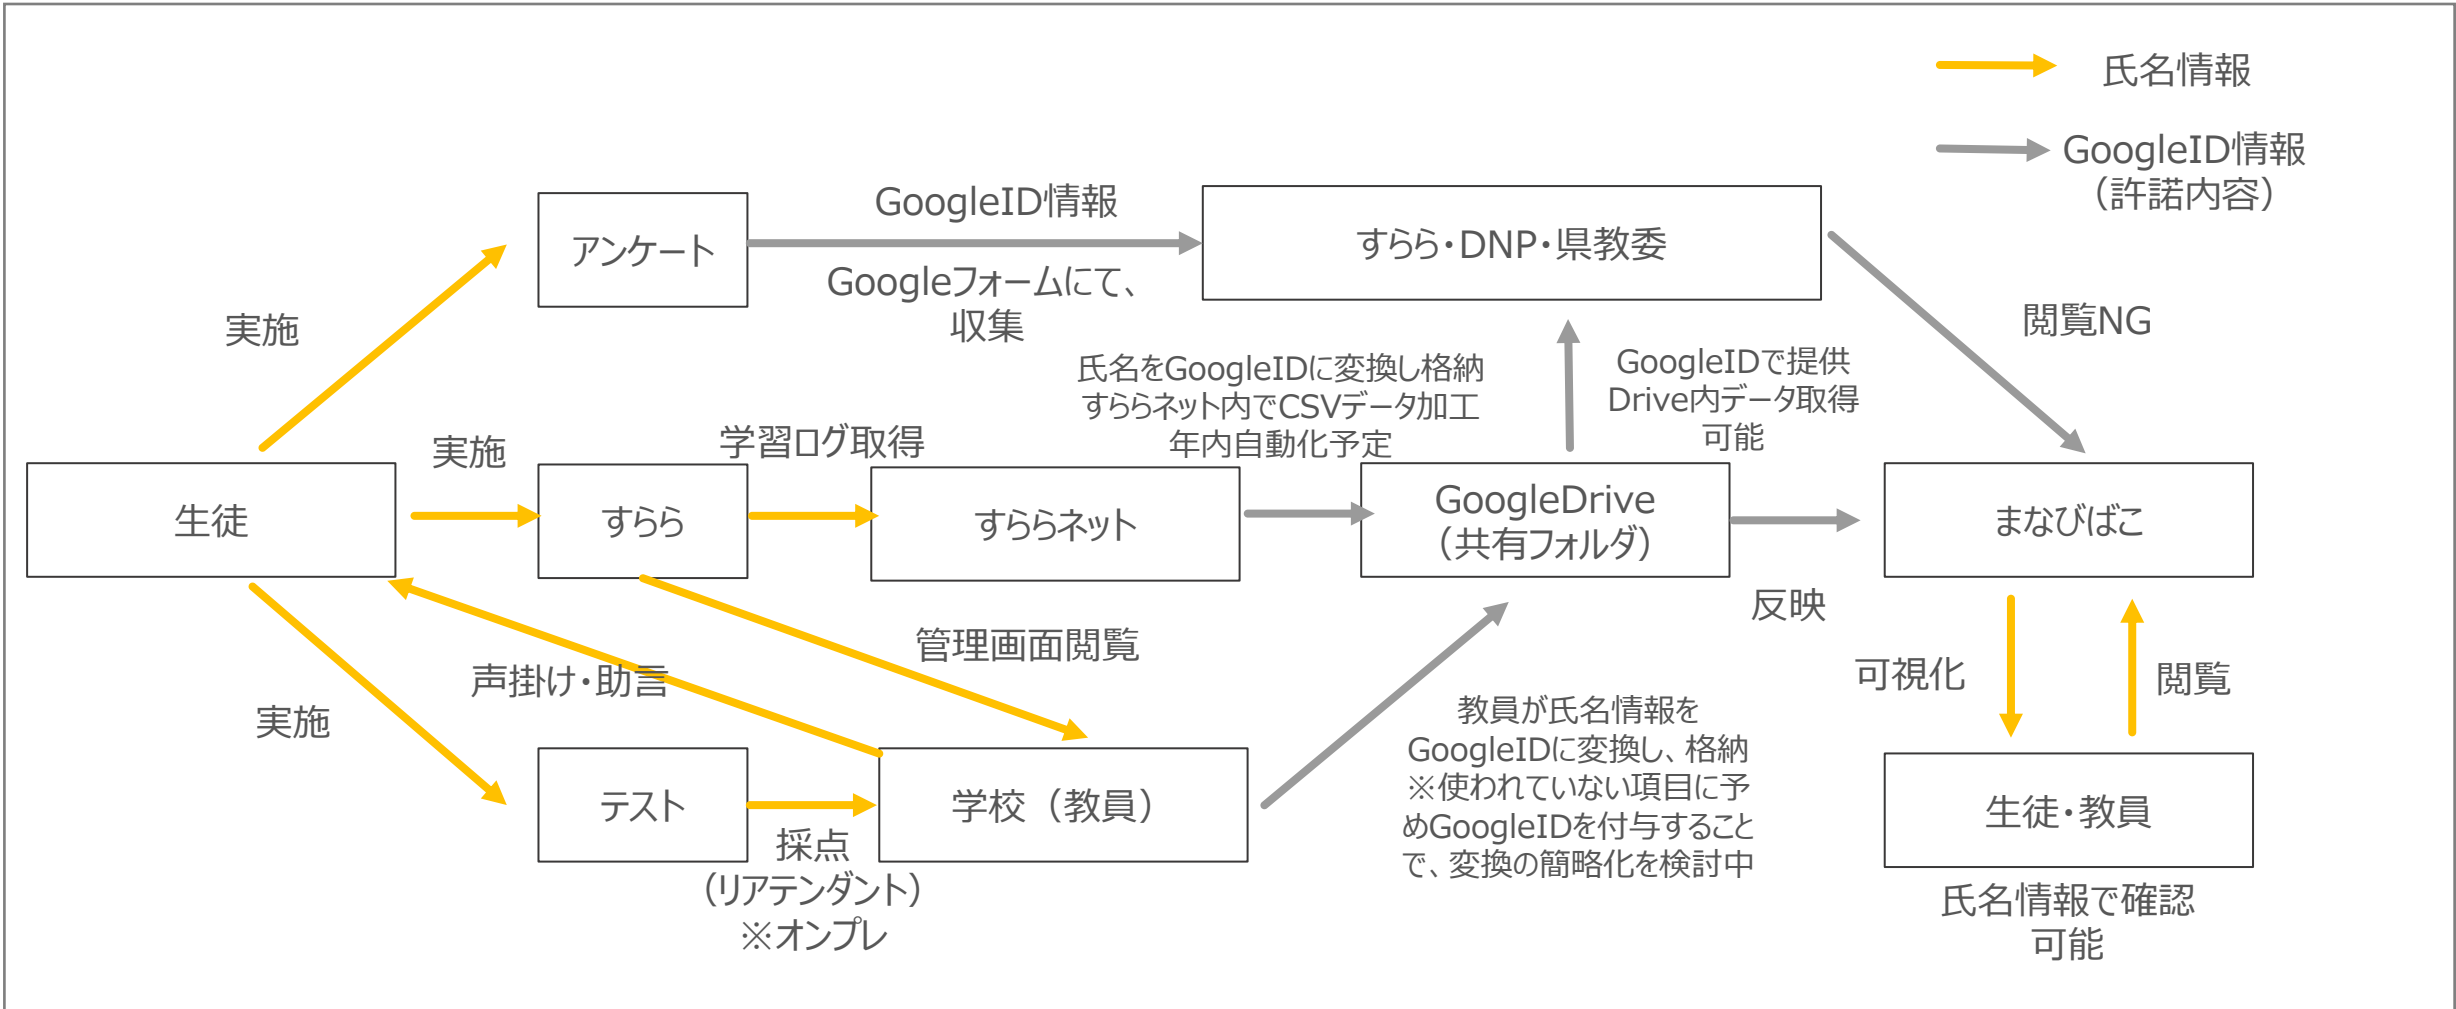 氏名情報
GoogleID情報
（許諾内容）
アンケート
GoogleID情報
Googleフォームにて、
収集
すらら・DNP・県教委
閲覧NG
実施
氏名をGoogleIDに変換し格納
すららネット内でCSVデータ加工
年内自動化予定
GoogleIDで提供
Drive内データ取得
可能
実施
学習ログ取得
生徒
すらら
すららネット
GoogleDrive
（共有フォルダ）
まなびばこ
反映
管理画面閲覧
声掛け・助言
実施
可視化
閲覧
教員が氏名情報を
GoogleIDに変換し、格納
※使われていない項目に予
めGoogleIDを付与すること
で、変換の簡略化を検討中
テスト
採点
（リアテンダント）
※オンプレ
学校（教員）
生徒・教員
氏名情報で確認
可能